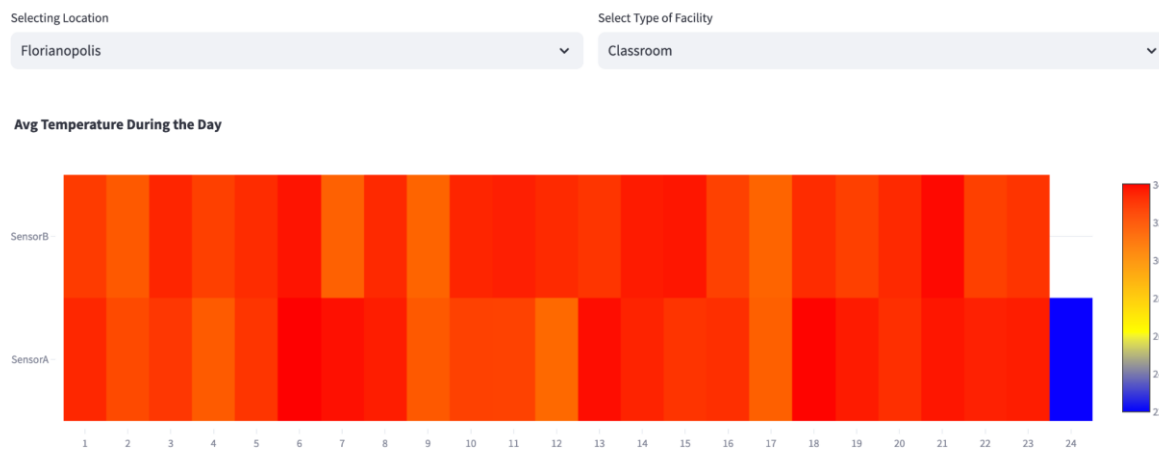 Selecting Location
Select Type of Facility
Florianopolis
Classroom
Avg Temperature During the Day
SensorB
SensorA
1 2 3 4 5 6 7 8 9 10 11 12 13 14 15 16 17 18 19 20 21 22 23 24